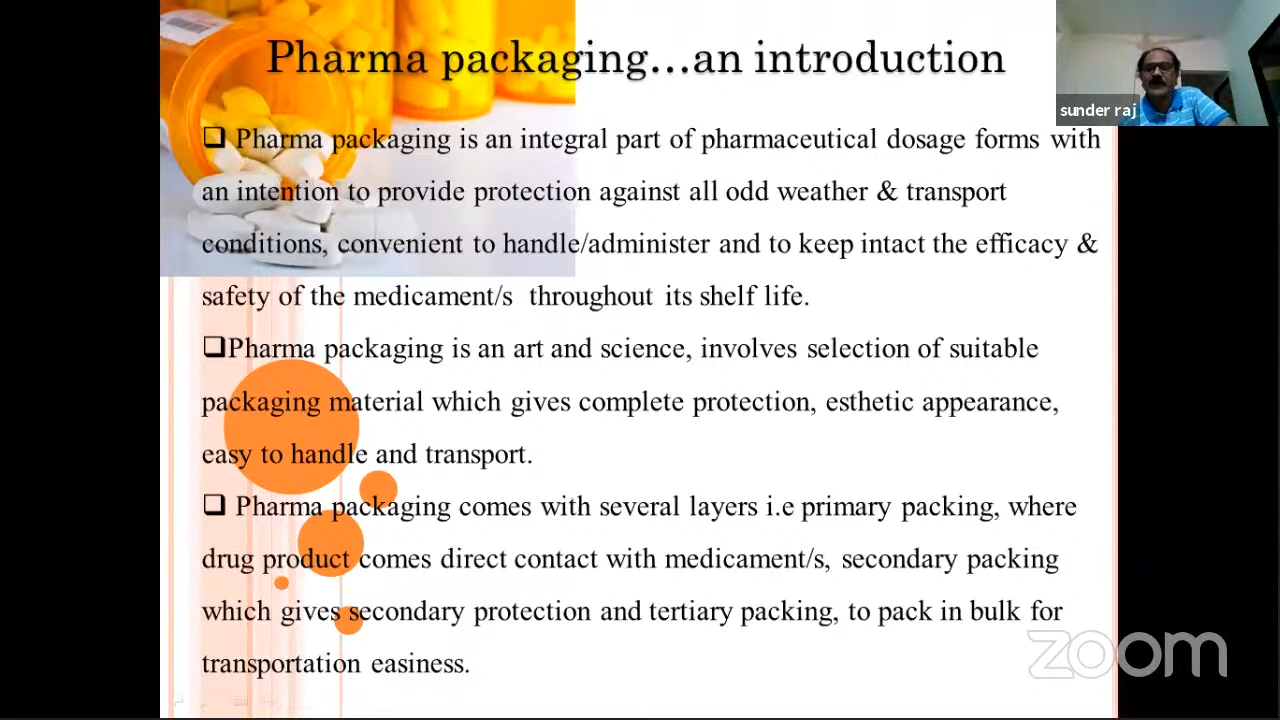 Pharma packaging...an introduction
sunder raj
❑ Pharma packaging is an integral part of pharmaceutical dosage forms with
an intention to provide protection against all odd weather & transport
conditions, convenient to handle/administer and to keep intact the efficacy &
safety of the medicament/s throughout its shelf life.
❑Pharma packaging is an art and science, involves selection of suitable
packaging material which gives complete protection, esthetic appearance,
easy to handle and transport.
❑ Pharma packaging comes with several layers i.e primary packing, where
drug product comes direct contact with medicament/s, secondary packing
which gives secondary protection and tertiary packing, to pack in bulk for
transportation easiness.
zoom